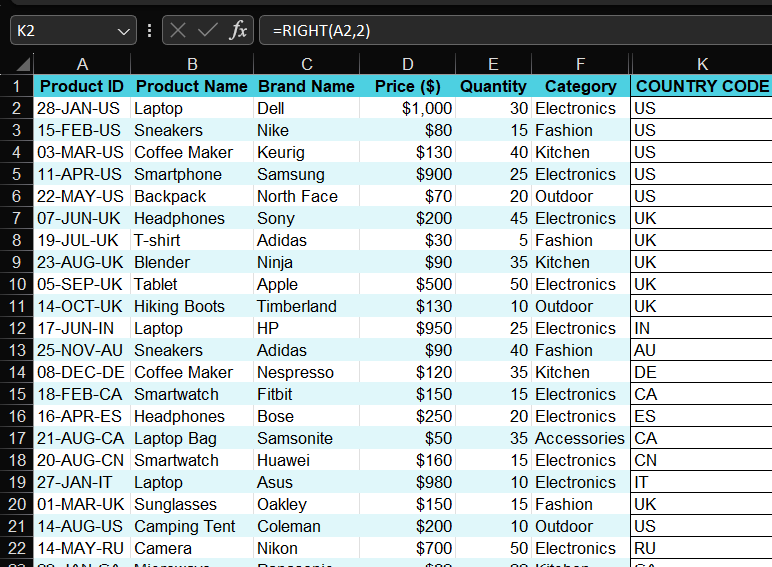 K2 fx =RIGHT(A2,2)
A B C D E F K
1 Product ID Product Name Brand Name Price ($) Quantity Category COUNTRY CODE
2 28-JAN-US Laptop Dell $1,000 30 Electronics US
3 15-FEB-US Sneakers Nike $80 15 Fashion US
4 03-MAR-US Coffee Maker Keurig $130 40 Kitchen US
5 11-APR-US Smartphone Samsung $900 25 Electronics US
6 22-MAY-US Backpack North Face $70 20 Outdoor US
7 07-JUN-UK Headphones Sony $200 45 Electronics UK
8 19-JUL-UK T-shirt Adidas $30 5 Fashion UK
9 23-AUG-UK Blender Ninja $90 35 Kitchen UK
10 05-SEP-UK Tablet Apple $500 50 Electronics UK
11 14-OCT-UK Hiking Boots Timberland $130 10 Outdoor UK
12 17-JUN-IN Laptop HP $950 25 Electronics IN
13 25-NOV-AU Sneakers Adidas $90 40 Fashion AU
14 08-DEC-DE Coffee Maker Nespresso $120 35 Kitchen DE
15 18-FEB-CA Smartwatch Fitbit $150 15 Electronics CA
16 16-APR-ES Headphones Bose $250 20 Electronics ES
17 21-AUG-CA Laptop Bag Samsonite $50 35 Accessories CA
18 20-AUG-CN Smartwatch Huawei $160 15 Electronics CN
19 27-JAN-IT Laptop Asus $980 10 Electronics IT
20 01-MAR-UK Sunglasses Oakley $150 15 Fashion UK
21 14-AUG-US Camping Tent Coleman $200 10 Outdoor US
22 14-MAY-RU Camera Nikon $700 50 Electronics RU